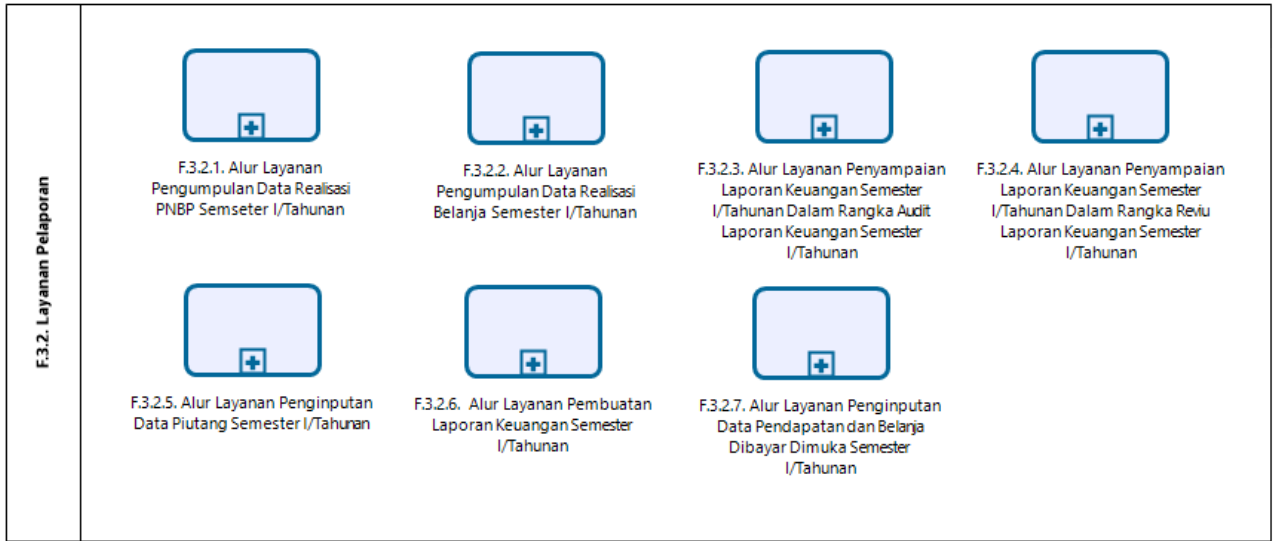 F.3.2. Layanan Pelaporan
F.3.2.1. Alur Layanan
Pengumpulan Data Realisasi
PNBP Semseter I/Tahunan
F.3.2.2. Alur Layanan
Pengumpulan Data Realisasi
Belanja Semester I/Tahunan
F.3.2.3. Alur Layanan Penyampaian
Laporan Keuangan Semester
I/Tahunan Dalam Rangka Audit
Laporan Keuangan Semester
I/Tahunan
F.3.2.4. Alur Layanan Penyampaian
Laporan Keuangan Semester
I/Tahunan Dalam Rangka Reviu
Laporan Keuangan Semester
I/Tahunan
F.3.2.5. Alur Layanan Penginputan
Data Piutang Semester I/Tahunan
F.3.2.6. Alur Layanan Pembuatan
Laporan Keuangan Semester
I/Tahunan
F.3.2.7. Alur Layanan Penginputan
Data Pendapatan dan Belanja
Dibayar Dimuka Semester
I/Tahunan